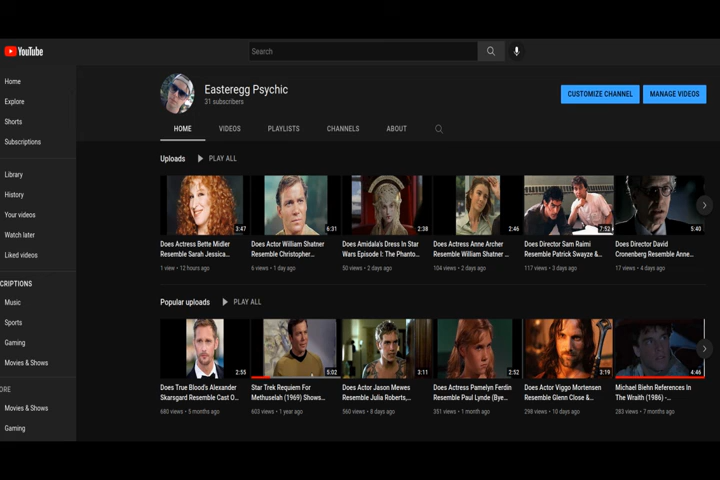 YouTube
Search
Home
Explore
Shorts
Subscriptions
Library
History
Your videos
Watch later
Liked videos
CRIPTIONS
Music
Sports
Gaming
Movies & Shows
ORE
Movies & Shows
Gaming
Easteregg Psychic
31 subscribers
CUSTOMIZE CHANNEL
MANAGE VIDEOS
HOME VIDEOS PLAYLISTS CHANNELS ABOUT
Uploads PLAY ALL
3:47
Does Actress Bette Midler
Resemble Sarah Jessica...
1 view • 12 hours ago
6:31
Does Actor William Shatner
Resemble Christopher...
6 views • 1 day ago
2:38
Does Amidala's Dress In Star
Wars Episode I: The Phanto...
50 views • 2 days ago
2:46
Does Actress Anne Archer
Resemble William Shatner ...
104 views • 2 days ago
7:52
Does Director Sam Raimi
Resemble Patrick Swayze &...
117 views • 3 days ago
5:40
Does Director David
Cronenberg Resemble Anne...
17 views • 4 days ago
Popular uploads PLAY ALL
2:55
Does True Blood's Alexander
Skarsgard Resemble Cast O...
680 views • 5 months ago
5:02
Star Trek Requiem For
Methuselah (1969) Shows...
603 views • 1 year ago
3:11
Does Actor Jason Mewes
Resemble Julia Roberts,...
560 views • 8 days ago
2:52
Does Actress Pamelyn Ferdin
Resemble Paul Lynde (Bye...
351 views • 1 month ago
3:19
Does Actor Viggo Mortensen
Resemble Glenn Close &...
298 views • 10 days ago
4:46
Michael Biehn References In
The Wraith (1986) -...
283 views • 7 months ago